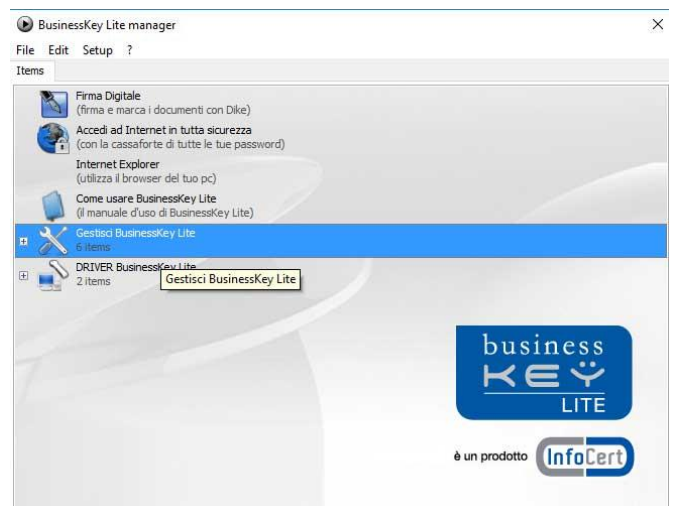 BusinessKey Lite manager
File Edit Setup ?
Items
Firma Digitale
(firma e marca i documenti con Dike)
Accedi ad Internet in tutta sicurezza
(con la cassaforte di tutte le tue password)
Internet Explorer
(utilizza il browser del tuo pc)
Come usare BusinessKey Lite
(il manuale d'uso di BusinessKey Lite)
Gestisci BusinessKey Lite
6 items
DRIVER BusinessKey Lite
2 items
Gestisci BusinessKey Lite
business
KEY
LITE
è un prodotto InfoCert